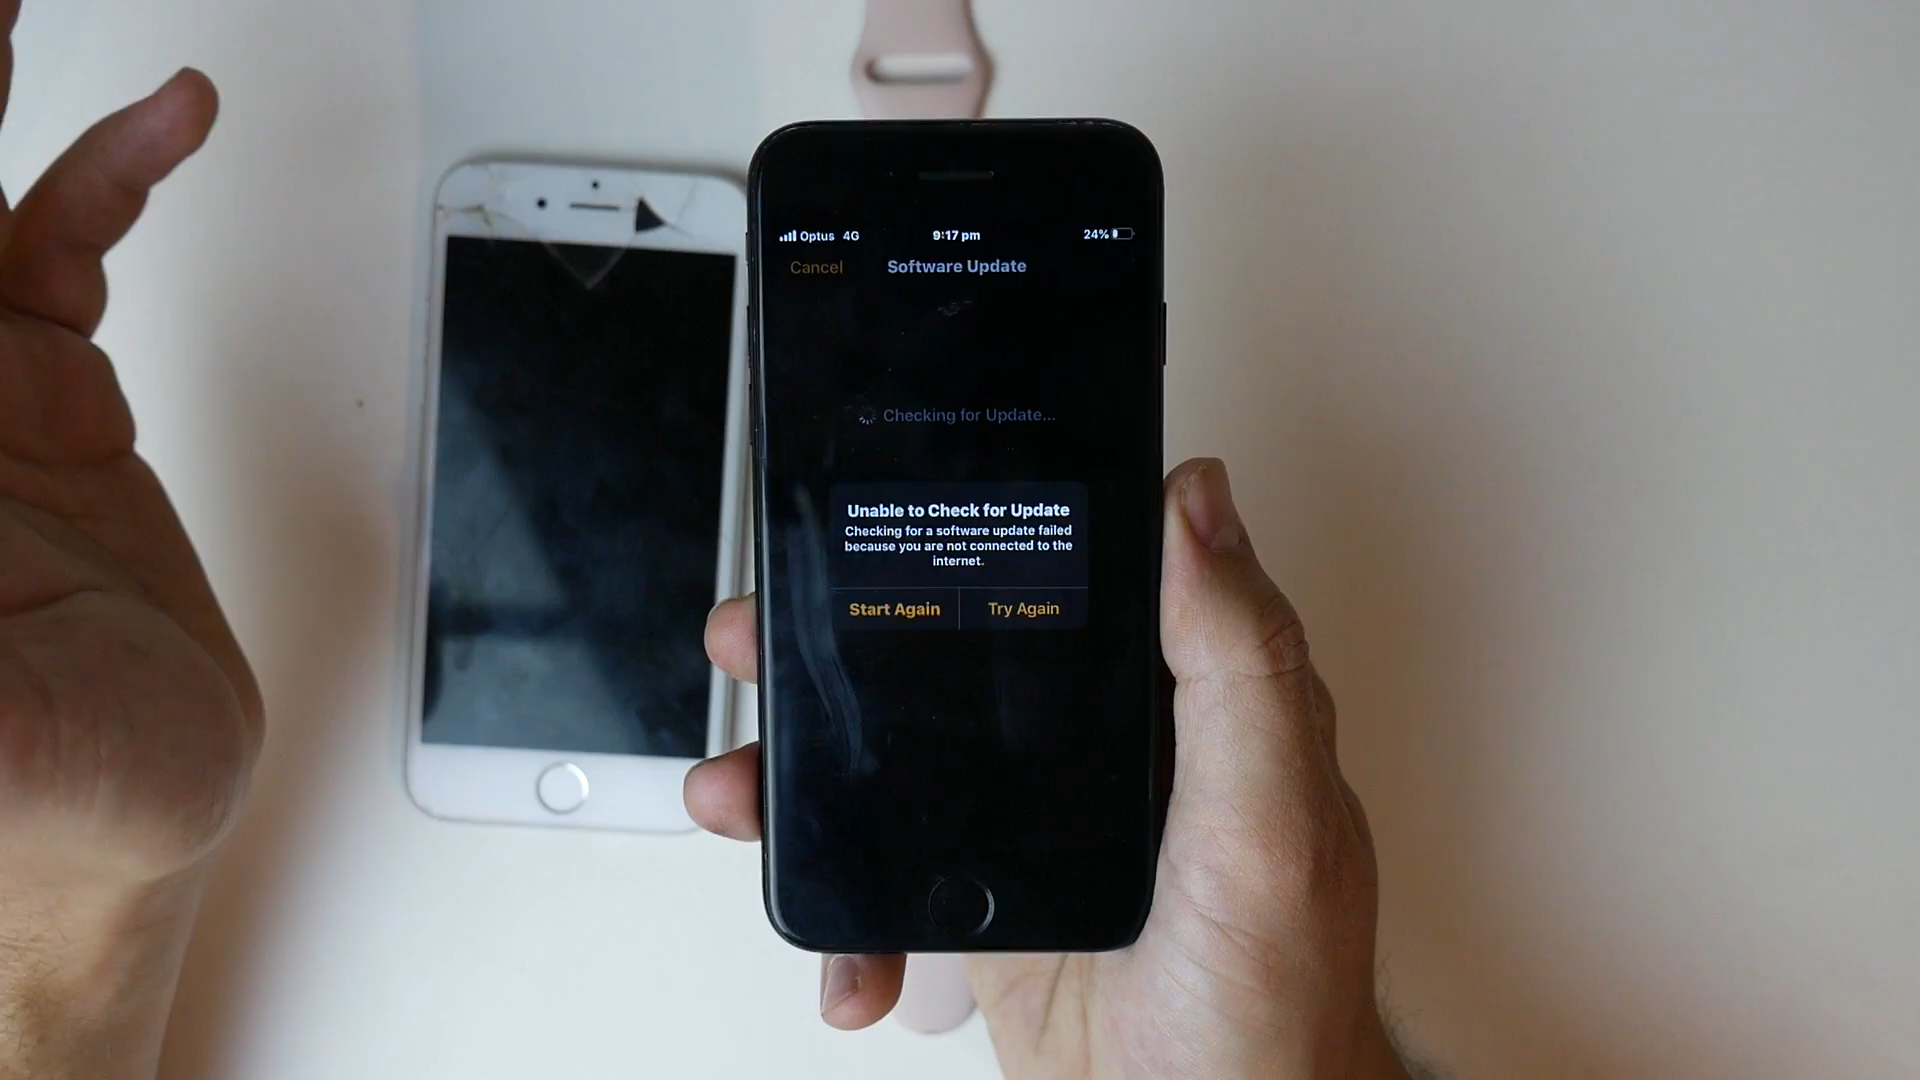 Optus 4G 9:17 pm 24%
Cancel Software Update
Checking for Update...
Unable to Check for Update
Checking for a software update failed
because you are not connected to the
internet.
Start Again Try Again